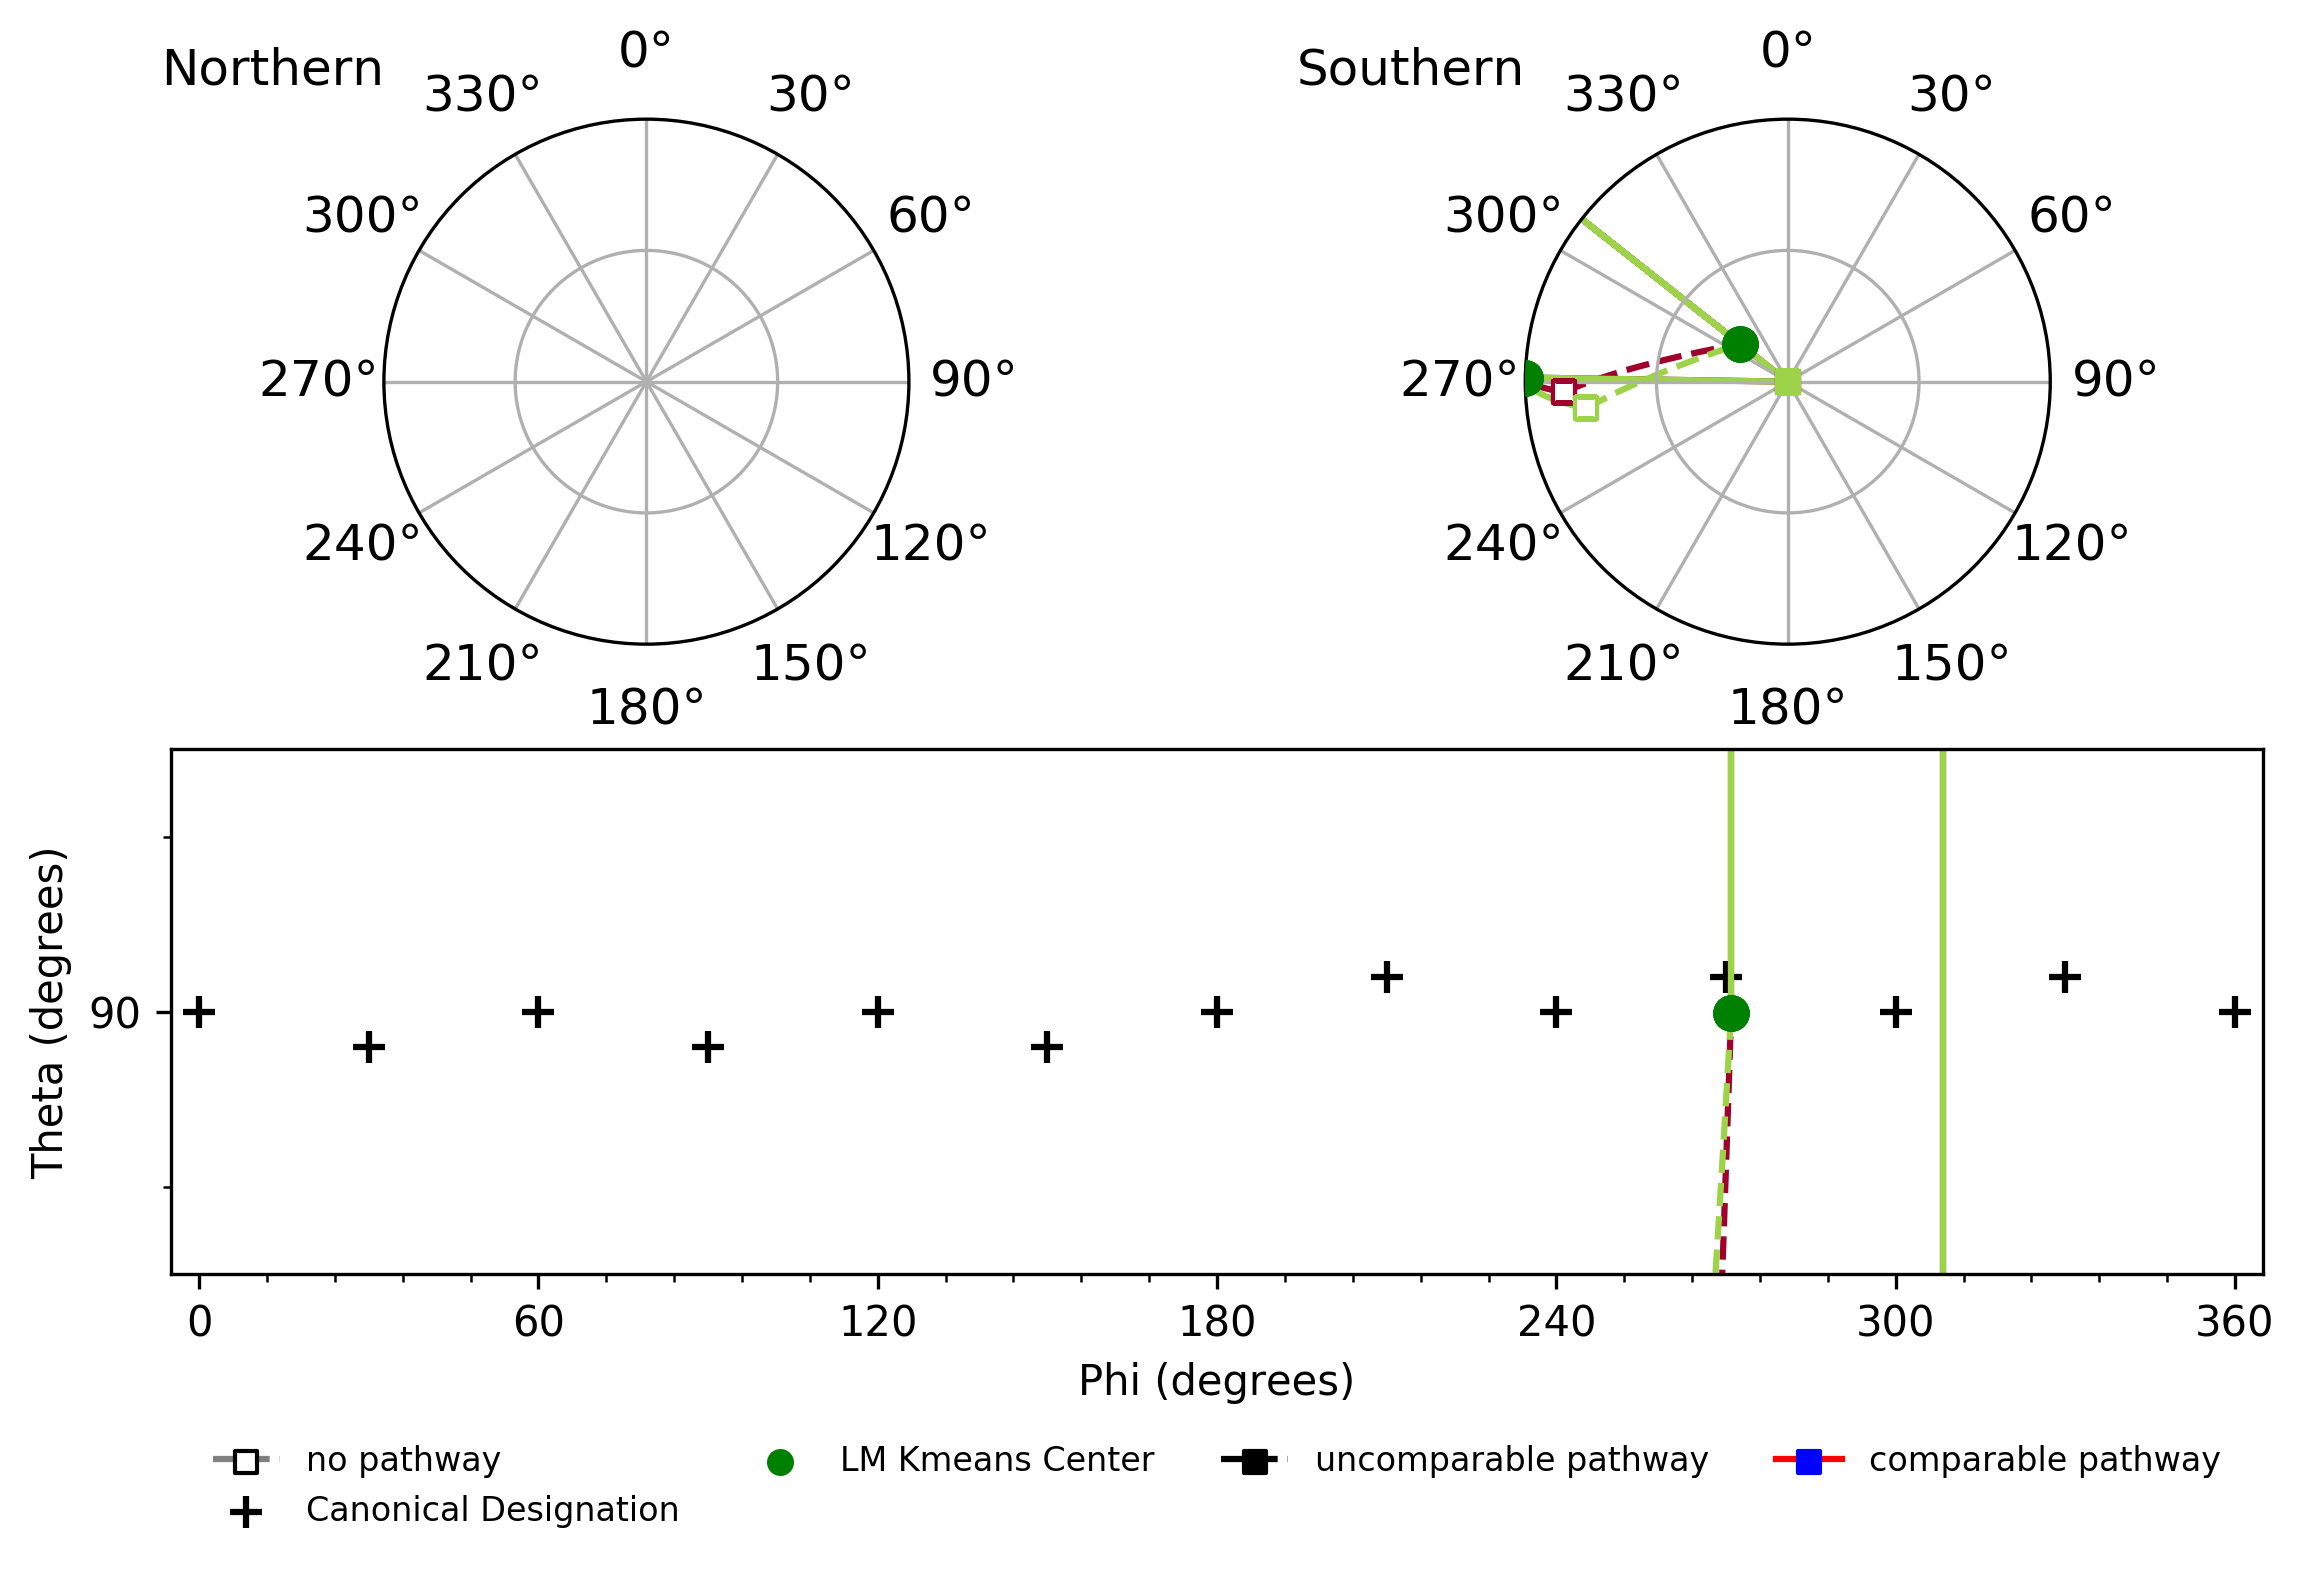 Northern
0°
30°
60°
90°
120°
150°
180°
210°
240°
270°
300°
330°
Southern
0°
30°
60°
90°
120°
150°
180°
210°
240°
270°
300°
330°
Theta (degrees)
90
0 60 120 180 240 300 360
Phi (degrees)
no pathway
Canonical Designation
LM Kmeans Center
uncomparable pathway
comparable pathway